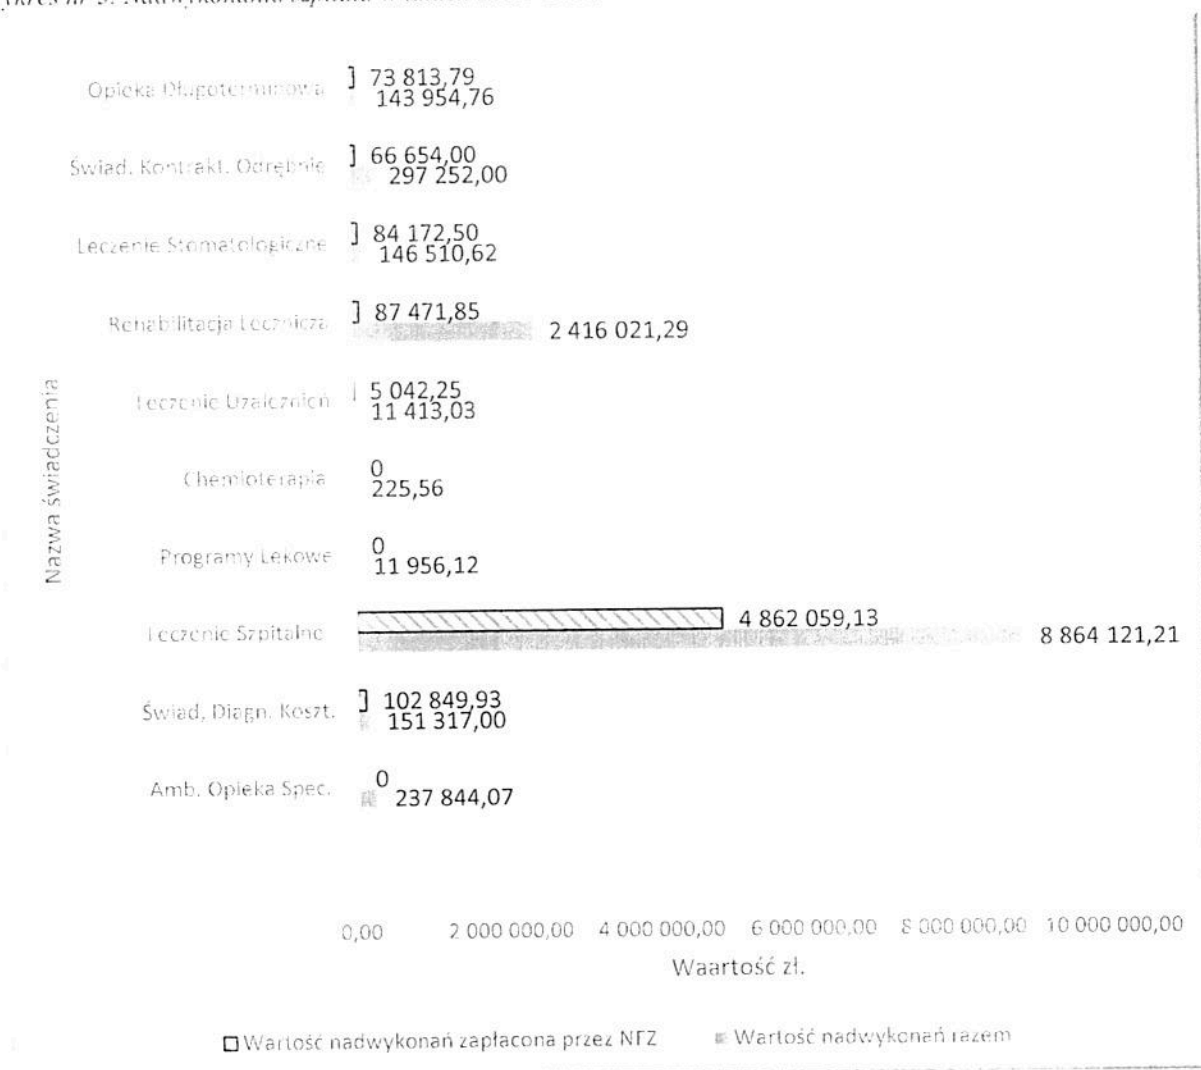 Opieka Długoterminowa
73 813,79
143 954,76
Świad. Kontrakt. Odrębnie
66 654,00
297 252,00
Leczenie Stomatologiczne
84 172,50
146 510,62
Rehabilitacja Lecznicza
87 471,85
2 416 021,29
Leczenie Uzależnień
5 042,25
11 413,03
Chemioterapia
0
225,56
Programy Lekowe
0
11 956,12
Leczenie Szpitalne
4 862 059,13
8 864 121,21
Świad, Diagn. Koszt.
102 849,93
151 317,00
Amb. Opieka Spec.
0
237 844,07
Nazwa świadczenia
0,00 2 000 000,00 4 000 000,00 6 000 000,00 8 000 000,00 10 000 000,00
Waartość zł.
Wartość nadwykonań zapłacona przez NFZ Wartość nadwykonań razem